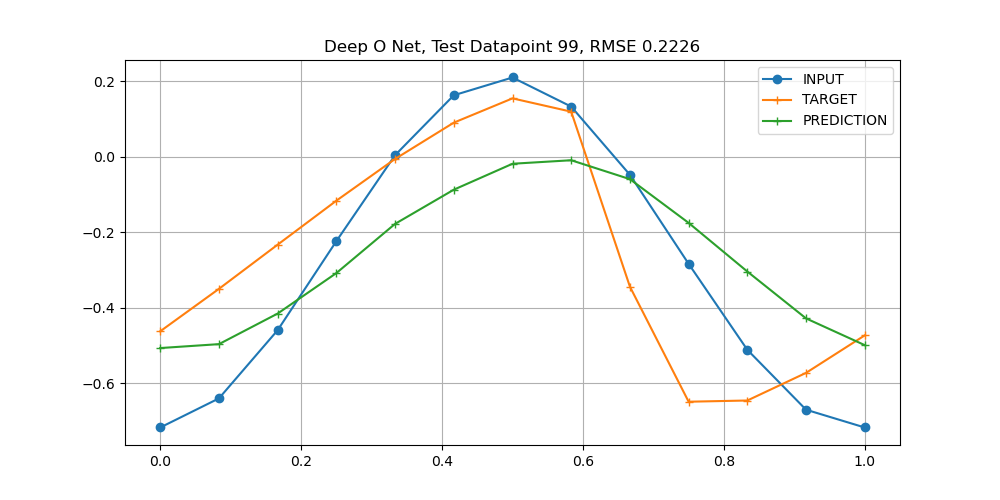 Deep O Net, Test Datapoint 99, RMSE 0.2226
INPUT
TARGET
PREDICTION
0.2
0.0
−0.2
−0.4
−0.6
0.0 0.2 0.4 0.6 0.8 1.0